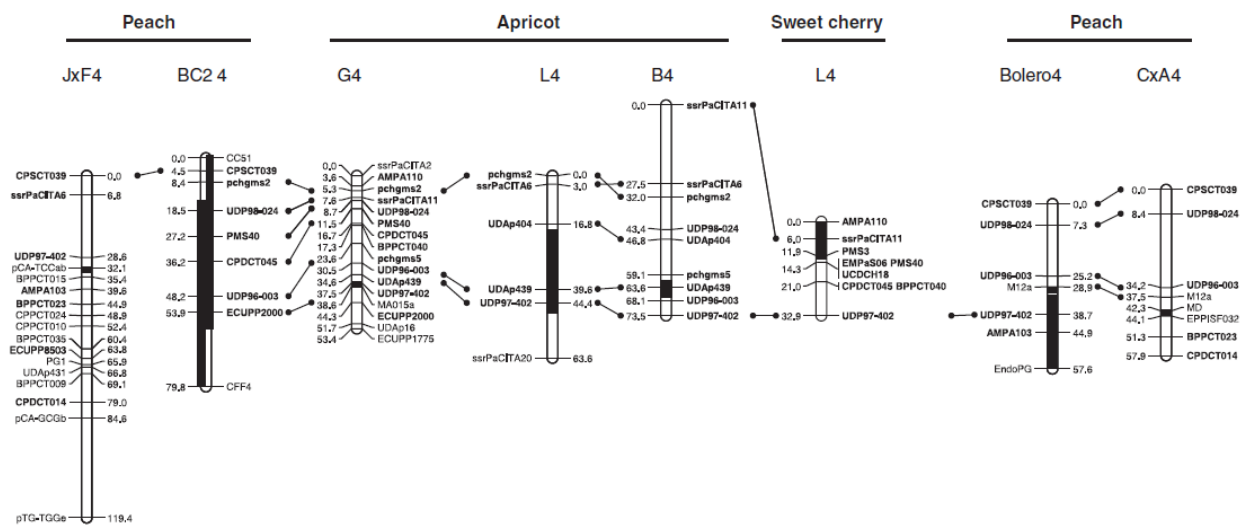 Peach
Apricot
Sweet cherry
Peach
JxF4
BC2 4
G4
L4
B4
L4
Bolero4
CxA4
CPSCT039 0.0
ssrPaCITA6 6.8
UDP97-402 28.6
pCA-TCCab 32.1
BPPCT015 35.4
AMPA103 39.6
BPPCT023 44.9
CPPCT024 48.9
CPPCT010 52.4
BPPCT035 60.4
ECUPP8503 63.8
PG1 65.9
UDAp431 66.8
BPPCT009 69.1
CPDCT014 79.0
pCA-GCGb 84.6
pTG-TGGe 119.4
0.0 CC51
4.5 CPSCT039
8.4 pchgms2
18.5 UDP98-024
27.2 PMS40
36.2 CPDCT045
48.2 UDP96-003
53.9 ECUPP2000
79.8 CFF4
0.0 ssrPaCITA2
3.6 AMPA110
5.3 pchgms2
7.6 ssrPaCITA11
8.7 UDP98-024
11.5 PMS40
16.7 CPDCT045
17.3 BPPCT040
23.6 pchgms5
30.5 UDP96-003
34.6 UDAp439
37.5 UDP97-402
38.6 MA015a
44.3 ECUPP2000
51.7 UDAp16
53.4 ECUPP1775
pchgms2 0.0
ssrPaCITA6 3.0
UDAp404 16.8
UDAp439 39.6
UDP97-402 44.4
ssrPaCITA20 63.6
0.0 ssrPaCITA11
27.5 ssrPaCITA6
32.0 pchgms2
43.4 UDP98-024
46.8 UDAp404
59.1 pchgms5
63.6 UDAp439
68.1 UDP96-003
73.5 UDP97-402
0.0 AMPA110
6.0 ssrPaCITA11
11.9 PMS3
14.3 EMPaS06 PMS40
UCDCH18
21.0 CPDCT045 BPPCT040
32.9 UDP97-402
CPSCT039 0.0
UDP98-024 7.3
UDP96-003 25.2
M12a 28.9
UDP97-402 38.7
AMPA103 44.9
EndoPG 57.6
0.0 CPSCT039
8.4 UDP98-024
34.2 UDP96-003
37.5 M12a
42.3 MD
44.1 EPPISF032
51.3 BPPCT023
57.9 CPDCT014